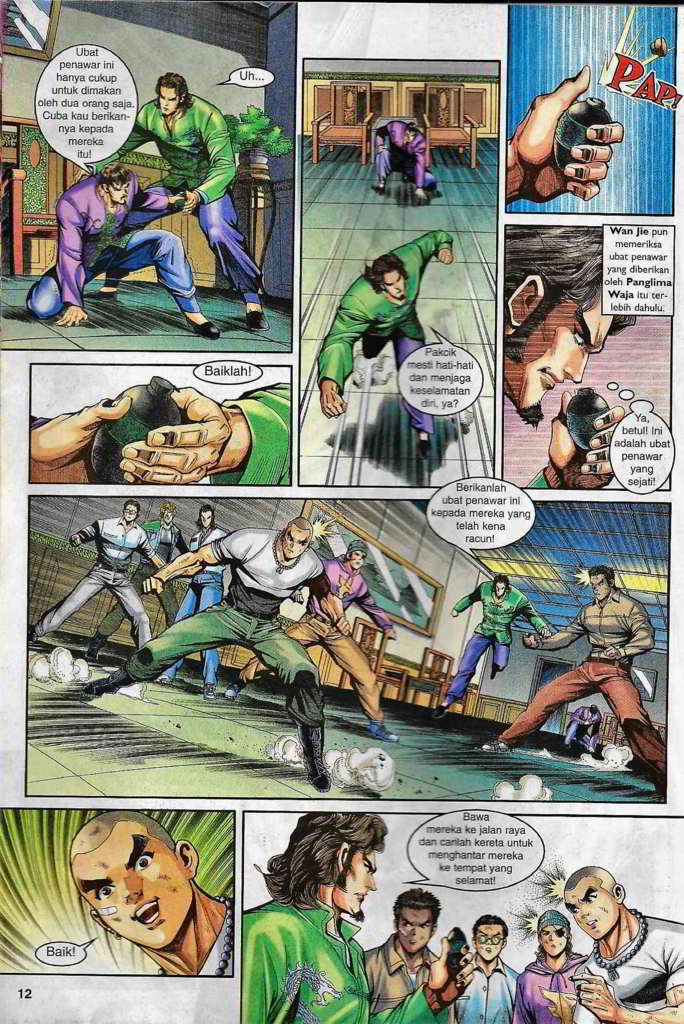 Ubat
penawar ini
hanya cukup
untuk dimakan
oleh dua orang saja.
Cuba kau berikan-
nya kepada
mereka
itu!
Uh...
Baiklah!
Pakcik
mesti hati-hati
dan menjaga
keselamatan
diri, ya?
PAP!
Wan Jie pun
memeriksa
ubat penawar
yang diberikan
oleh Panglima
Waja itu ter-
lebih dahulu.
Ya,
betul! Ini
adalah ubat
penawar
yang
sejati!
Berikanlah
ubat penawar ini
kepada mereka yang
telah kena
racun!
Baik!
Bawa
mereka ke jalan raya
dan carilah kereta untuk
menghantar mereka
ke tempat yang
selamat!
12